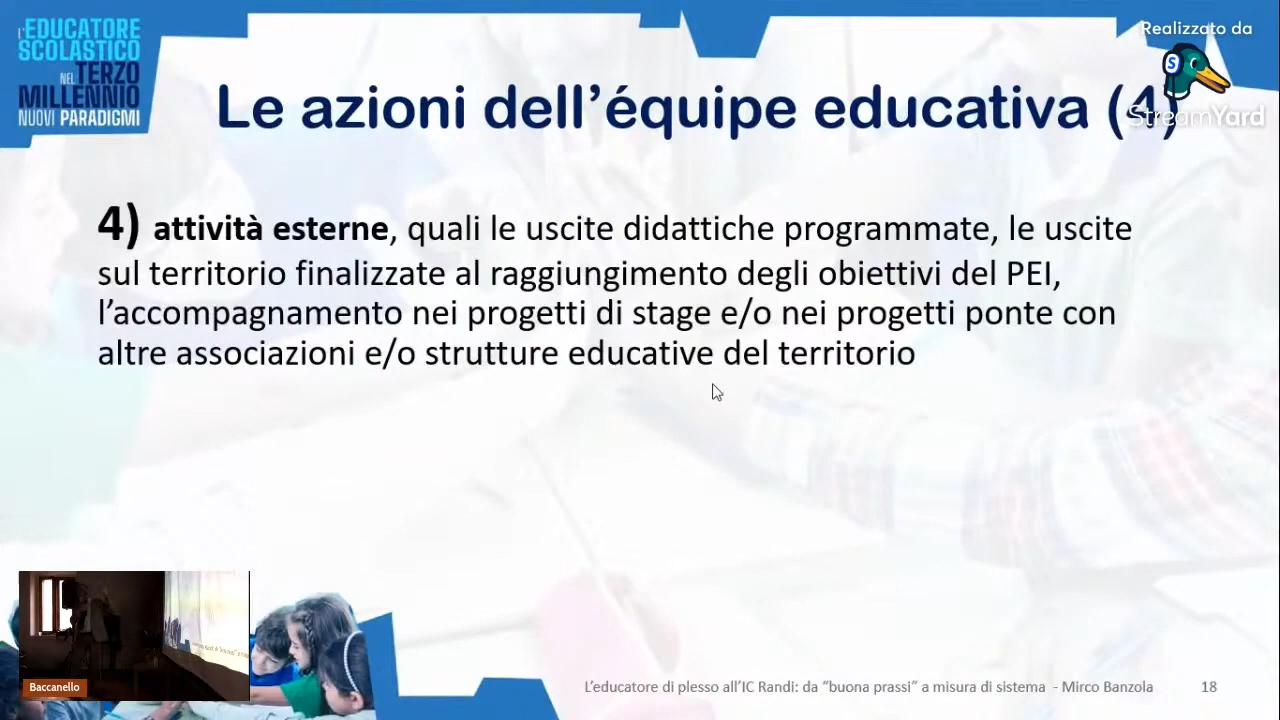 L'EDUCATORE
SCOLASTICO
NEL TERZO
MILLENNIO
NUOVI PARADIGMI
Realizzato da
StreamYard
Le azioni dell’équipe educativa (4)
4) attività esterne, quali le uscite didattiche programmate, le uscite
sul territorio finalizzate al raggiungimento degli obiettivi del PEI,
l’accompagnamento nei progetti di stage e/o nei progetti ponte con
altre associazioni e/o strutture educative del territorio
Baccanello
L’educatore di plesso all’IC Randi: da “buona prassi” a misura di sistema - Mirco Banzola
18